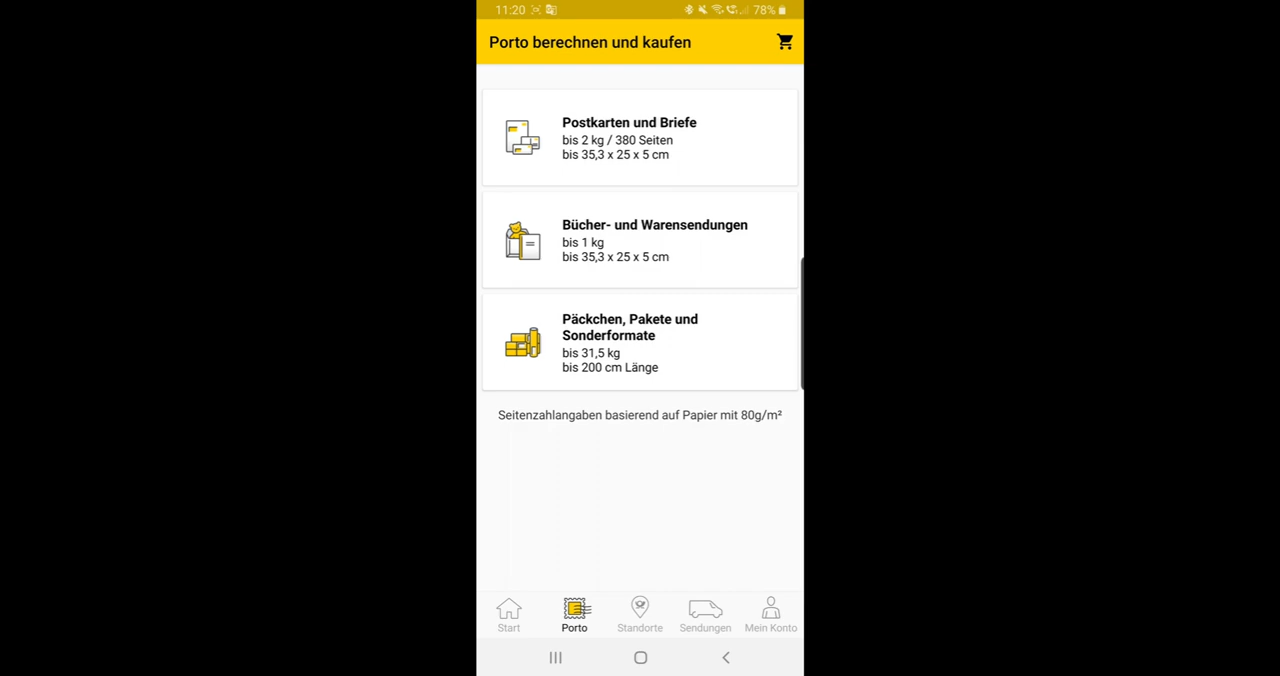 11:20
78%
Porto berechnen und kaufen
Postkarten und Briefe
bis 2 kg / 380 Seiten
bis 35,3 x 25 x 5 cm
Bücher- und Warensendungen
bis 1 kg
bis 35,3 x 25 x 5 cm
Päckchen, Pakete und
Sonderformate
bis 31,5 kg
bis 200 cm Länge
Seitenzahlangaben basierend auf Papier mit 80g/m²
Start
Porto
Standorte
Sendungen
Mein Konto